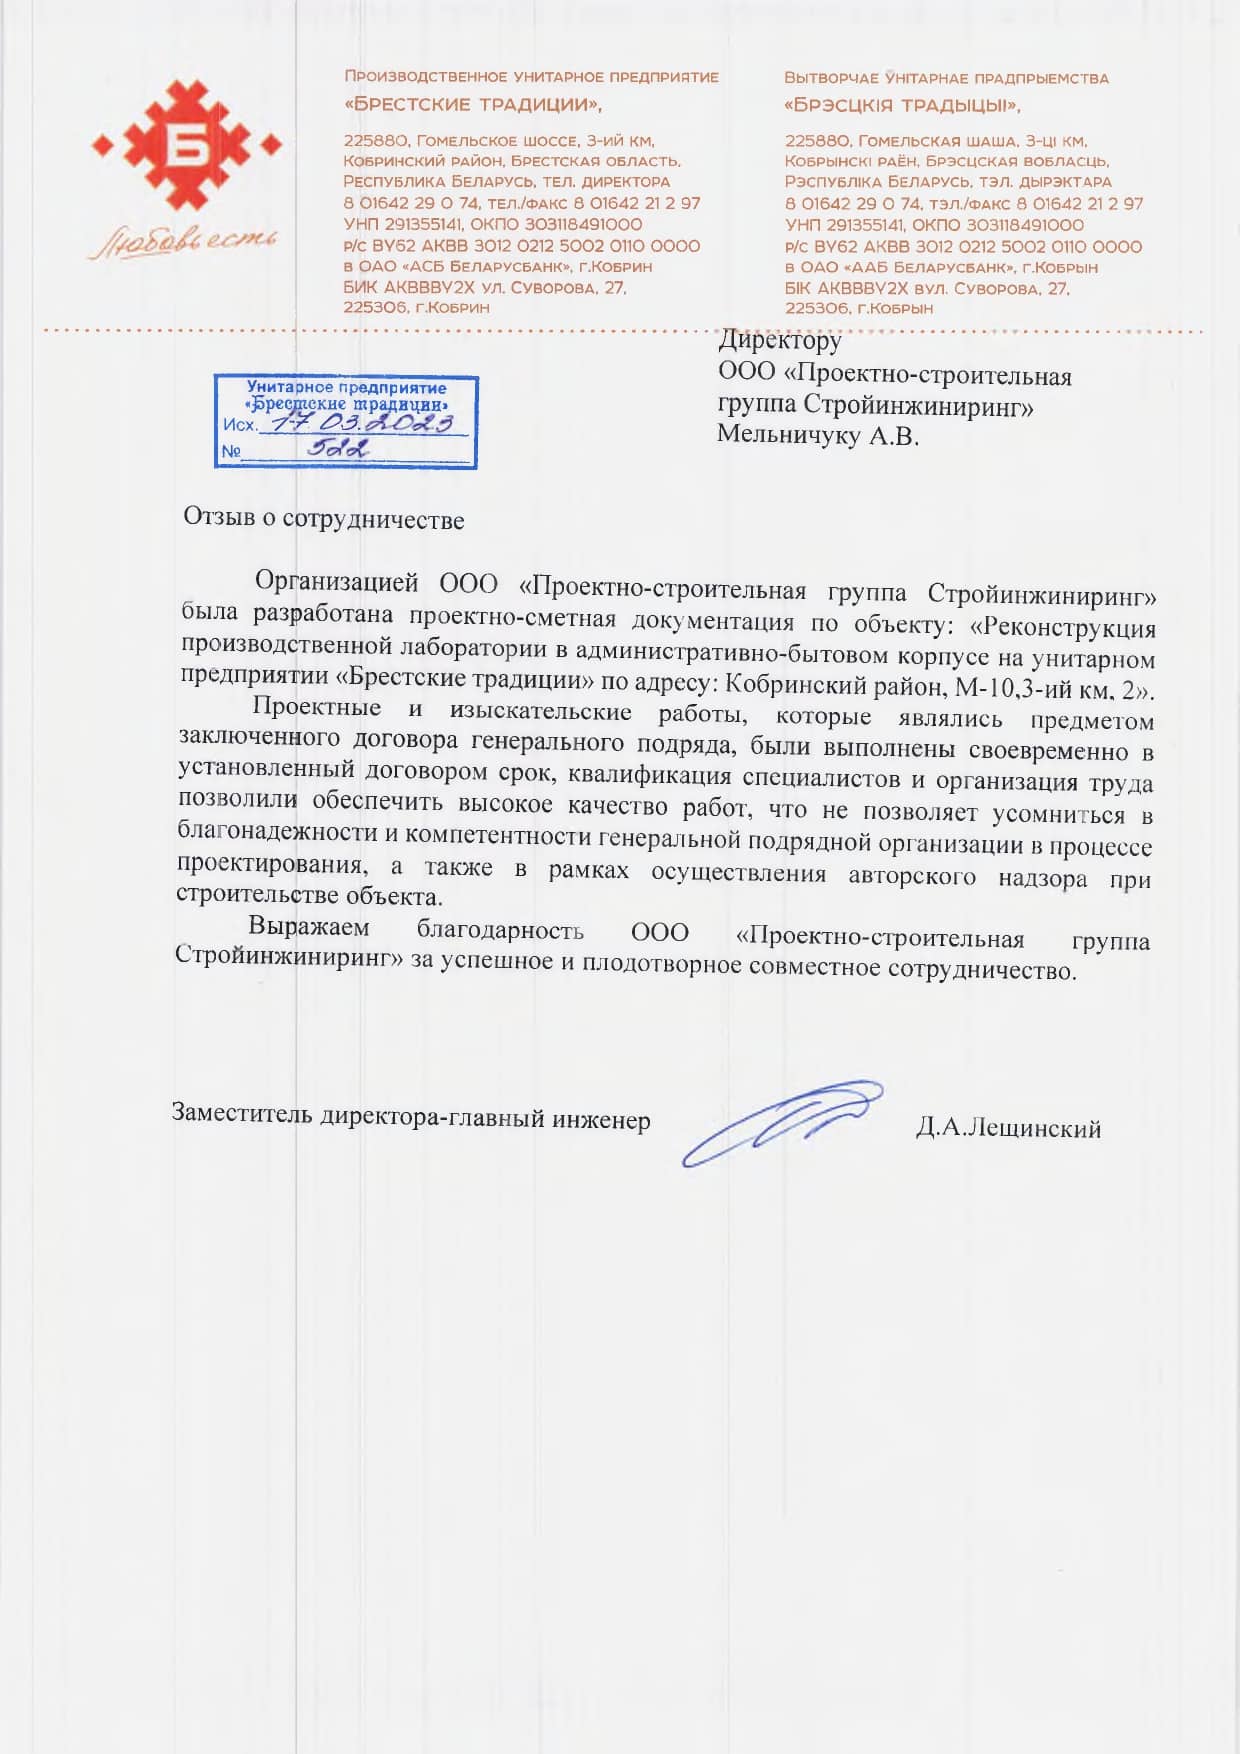 Б
Любовь есть
Производственное унитарное предприятие
«Брестские традиции»,
225880, Гомельское шоссе, 3-ий км,
Кобринский район, Брестская область,
Республика Беларусь, тел. директора
8 01642 29 0 74, тел./факс 8 01642 21 2 97
УНП 291355141, ОКПО 303118491000
р/с BY62 AKBB 3012 0212 5002 0110 0000
в ОАО «АСБ Беларусбанк», г.Кобрин
БИК AKBBBY2X ул. Суворова, 27,
225306, г.Кобрин
Вытворчае ўнітарнае прадпрыемства
«Брэсцкія традыцыі»,
225880, Гомельская шаша, 3-ці км,
Кобрынскі раён, Брэсцская вобласць,
Рэспубліка Беларусь, тэл. дырэктара
8 01642 29 0 74, тэл./факс 8 01642 21 2 97
УНП 291355141, ОКПО 303118491000
р/с BY62 AKBB 3012 0212 5002 0110 0000
в ОАО «ААБ Беларусбанк», г.Кобрын
БІК AKBBBY2X вул. Суворова, 27,
225306, г.Кобрын
Директору
ООО «Проектно-строительная
группа Стройинжиниринг»
Мельничуку А.В.
Унитарное предприятие
«Брестские традиции»
Исх. 17.03.2023
№ 522
Отзыв о сотрудничестве
Организацией ООО «Проектно-строительная группа Стройинжиниринг»
была разработана проектно-сметная документация по объекту: «Реконструкция
производственной лаборатории в административно-бытовом корпусе на унитарном
предприятии «Брестские традиции» по адресу: Кобринский район, М-10,3-ий км, 2».
Проектные и изыскательские работы, которые являлись предметом
заключенного договора генерального подряда, были выполнены своевременно в
установленный договором срок, квалификация специалистов и организация труда
позволили обеспечить высокое качество работ, что не позволяет усомниться в
благонадежности и компетентности генеральной подрядной организации в процессе
проектирования, а также в рамках осуществления авторского надзора при
строительстве объекта.
Выражаем благодарность ООО «Проектно-строительная группа
Стройинжиниринг» за успешное и плодотворное совместное сотрудничество.
Заместитель директора-главный инженер
Д.А.Лещинский